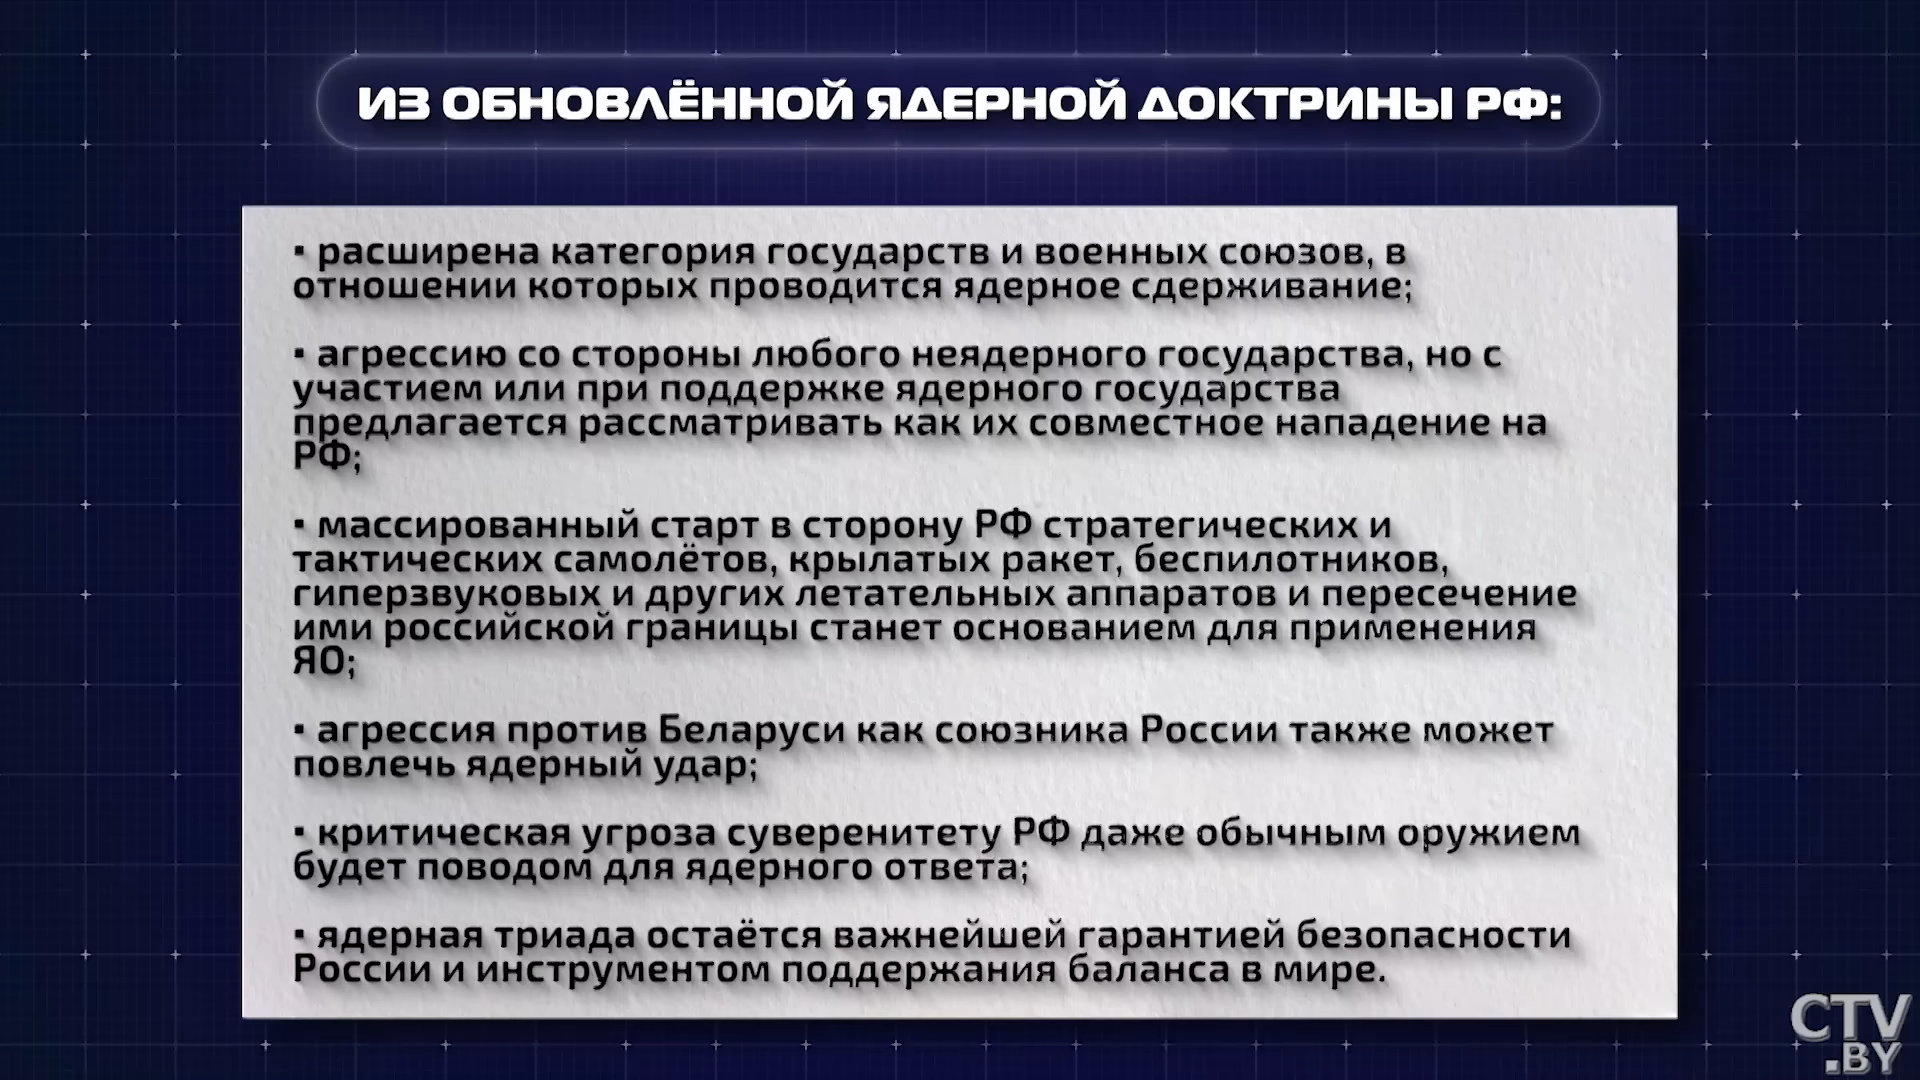 ИЗ ОБНОВЛЁННОЙ ЯДЕРНОЙ ДОКТРИНЫ РФ:
▪ расширена категория государств и военных союзов, в
отношении которых проводится ядерное сдерживание;
▪ агрессию со стороны любого неядерного государства, но с
участием или при поддержке ядерного государства
предлагается рассматривать как их совместное нападение на
РФ;
▪ массированный старт в сторону РФ стратегических и
тактических самолётов, крылатых ракет, беспилотников,
гиперзвуковых и других летательных аппаратов и пересечение
ими российской границы станет основанием для применения
ЯО;
▪ агрессия против Беларуси как союзника России также может
повлечь ядерный удар;
▪ критическая угроза суверенитету РФ даже обычным оружием
будет поводом для ядерного ответа;
▪ ядерная триада остаётся важнейшей гарантией безопасности
России и инструментом поддержания баланса в мире.
CTV
.BY